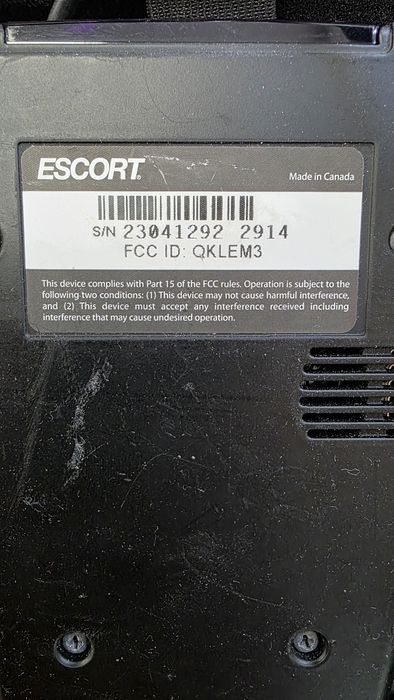 ESCORT.
Made in Canada
S/N 23041292 2914
FCC ID: QKLEM3
This device complies with Part 15 of the FCC rules. Operation is subject to the
following two conditions: (1) This device may not cause harmful interference,
and (2) This device must accept any interference received including
interference that may cause undesired operation.